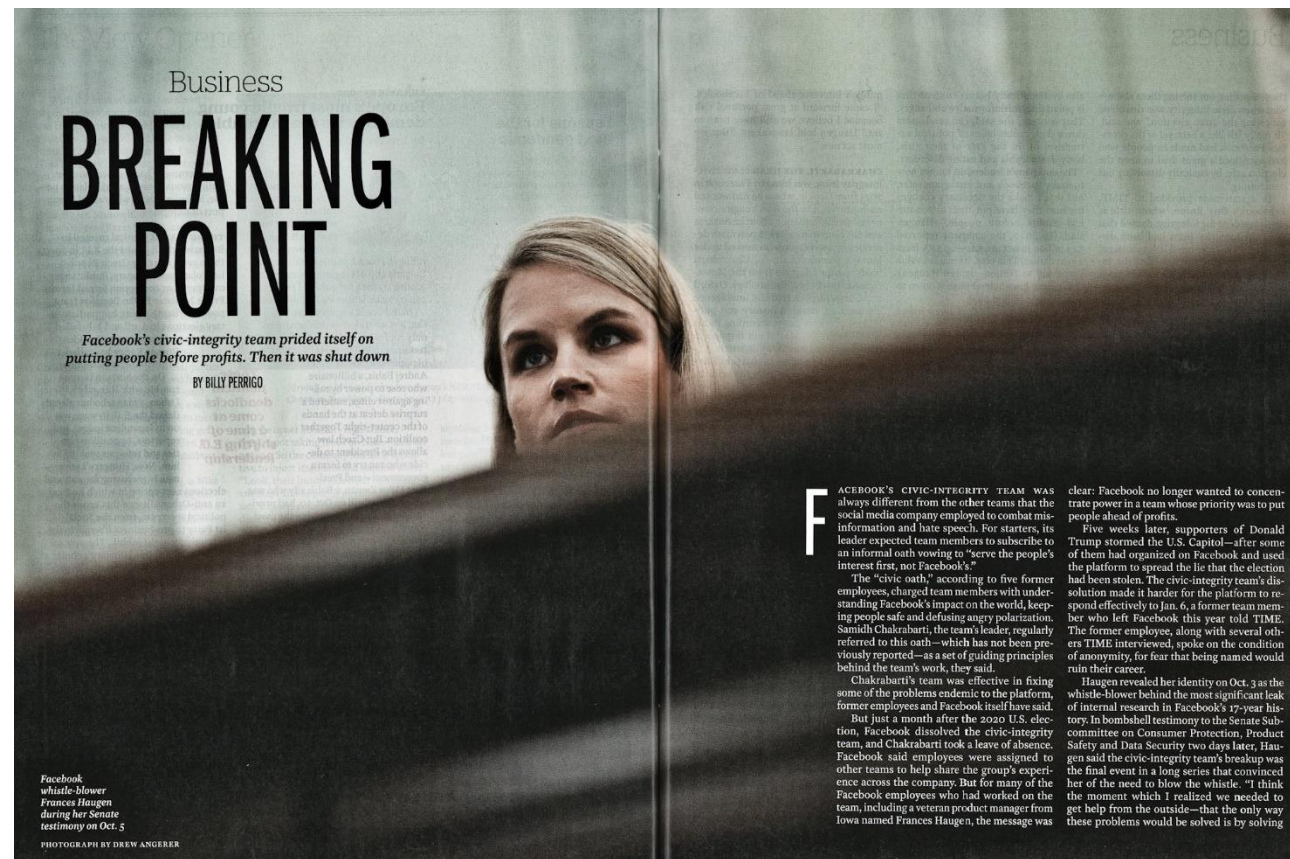 Business
BREAKING
POINT
Facebook's civic-integrity team prided itself on
putting people before profits. Then it was shut down
BY BILLY PERRIGO
FACEBOOK'S CIVIC-INTEGRITY TEAM WAS
always different from the other teams that the
social media company employed to combat mis-
information and hate speech. For starters, its
leader expected team members to subscribe to
an informal oath vowing to “serve the people's
interest first, not Facebook's.”
The “civic oath,” according to five former
employees, charged team members with under-
standing Facebook's impact on the world, keep-
ing people safe and defusing angry polarization.
Samidh Chakrabarti, the team's leader, regularly
referred to this oath—which has not been pre-
viously reported—as a set of guiding principles
behind the team's work, they said.
Chakrabarti's team was effective in fixing
some of the problems endemic to the platform,
former employees and Facebook itself have said.
But just a month after the 2020 U.S. elec-
tion, Facebook dissolved the civic-integrity
team, and Chakrabarti took a leave of absence.
Facebook said employees were assigned to
other teams to help share the group's experi-
ence across the company. But for many of the
Facebook employees who had worked on the
team, including a veteran product manager from
Iowa named Frances Haugen, the message was
clear: Facebook no longer wanted to concen-
trate power in a team whose priority was to put
people ahead of profits.
Five weeks later, supporters of Donald
Trump stormed the U.S. Capitol—after some
of them had organized on Facebook and used
the platform to spread the lie that the election
had been stolen. The civic-integrity team's dis-
solution made it harder for the platform to re-
spond effectively to Jan. 6, a former team mem-
ber who left Facebook this year told TIME.
The former employee, along with several oth-
ers TIME interviewed, spoke on the condition
of anonymity, for fear that being named would
ruin their career.
Haugen revealed her identity on Oct. 3 as the
whistle-blower behind the most significant leak
of internal research in Facebook's 17-year his-
tory. In bombshell testimony to the Senate Sub-
committee on Consumer Protection, Product
Safety and Data Security two days later, Hau-
gen said the civic-integrity team's breakup was
the final event in a long series that convinced
her of the need to blow the whistle. “I think
the moment which I realized we needed to
get help from the outside—that the only way
these problems would be solved is by solving
Facebook
whistle-blower
Frances Haugen
during her Senate
testimony on Oct. 5
PHOTOGRAPH BY DREW ANGERER